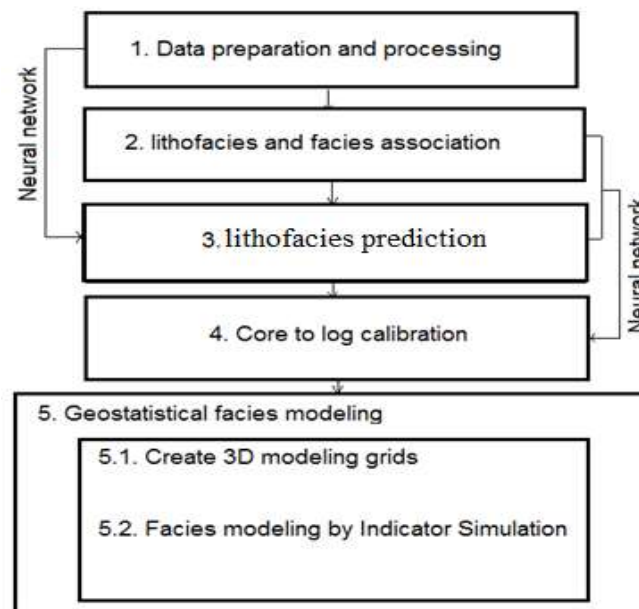 1. Data preparation and processing
Neural network
2. lithofacies and facies association
3. lithofacies prediction
Neural network
4. Core to log calibration
5. Geostatistical facies modeling
5.1. Create 3D modeling grids
5.2. Facies modeling by Indicator Simulation